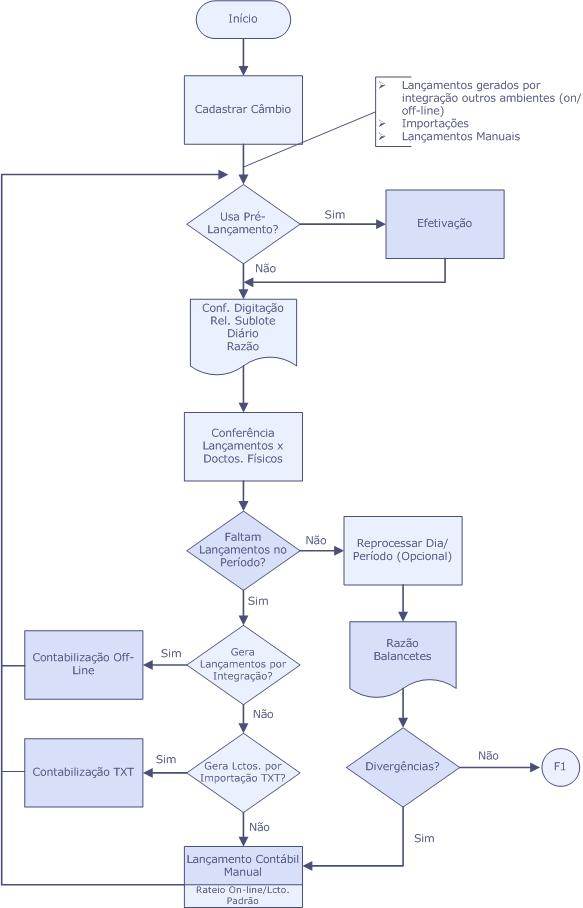 Início
Cadastrar Câmbio
Lançamentos gerados por
integração outros ambientes (on/
off-line)
Importações
Lançamentos Manuais
Usa Pré-
Lançamento?
Sim
Efetivação
Não
Conf. Digitação
Rel. Sublote
Diário
Razão
Conferência
Lançamentos x
Doctos. Físicos
Faltam
Lançamentos no
Período?
Não
Reprocessar Dia/
Período (Opcional)
Sim
Razão
Balancetes
Gera
Lançamentos por
Integração?
Sim
Contabilização Off-
Line
Não
Gera Lctos. por
Importação TXT?
Sim
Contabilização TXT
Divergências?
Não
F1
Não
Sim
Lançamento Contábil
Manual
Rateio On-line/Lcto.
Padrão